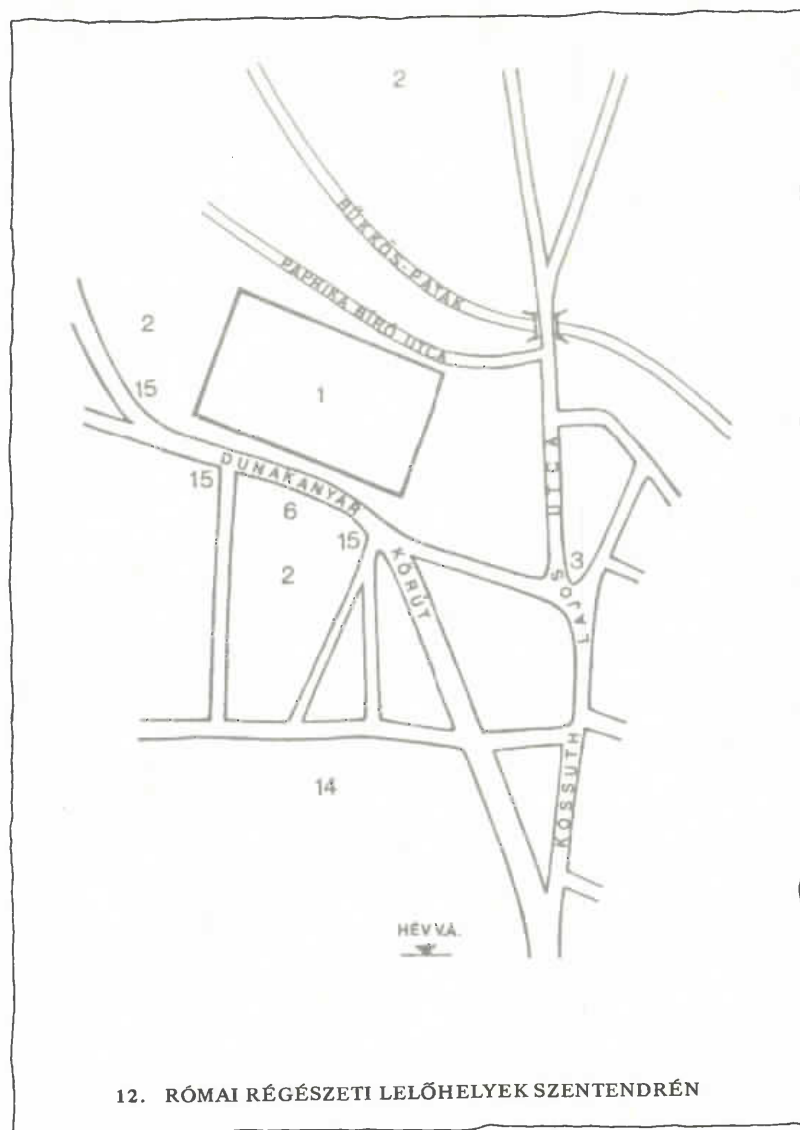 2
BÜKKÖS-PATAK
PAPRIKA BÍRÓ UTCA
2
15
1
15
DUNAKANYAR
6
15
KÖRÚT
2
UTCA
3
LAJOS
14
KOSSUTH
HÉV V.Á.
12. RÓMAI RÉGÉSZETI LELŐHELYEK SZENTENDRÉN